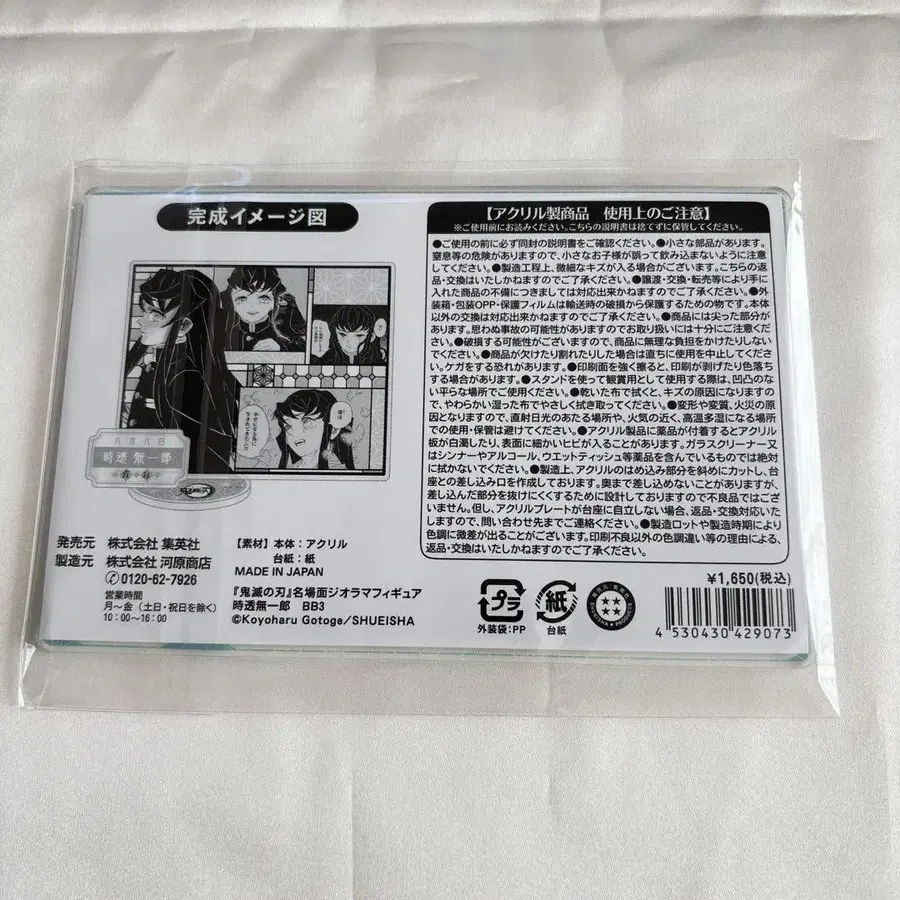 完成イメージ図
八月八日
時透無一郎
発売元 株式会社 集英社
製造元 株式会社 河原商店
0120-62-7926
営業時間
月～金（土日・祝日を除く）
10：00～16：00
【素材】本体：アクリル
台紙：紙
MADE IN JAPAN
『鬼滅の刃』名場面ジオラマフィギュア
時透無一郎 BB3
©Koyoharu Gotoge/SHUEISHA
【アクリル製商品 使用上のご注意】
※ご使用前にお読みください。こちらの説明書は捨てずに保管してください。
●ご使用の前に必ず同封の説明書をご確認ください。●小さな部品があります。
窒息等の危険がありますので、小さなお子様が誤って飲み込まないように注意
してください。●製造工程上、微細なキズが入る場合がございます。こちらの返
品・交換はいたしかねますのでご了承ください。●譲渡・交換・転売等により手に
入れた商品の不備につきましては対応出来かねますのでご了承ください。●外
装箱・包装OPP・保護フィルムは輸送時の破損から保護するための物です。本体
以外の交換は対応出来かねますのでご了承ください。●商品には尖った部分が
あります。思わぬ事故の可能性がありますのでお取り扱いには十分にご注意くだ
さい。●破損する可能性がございますので、商品に無理な負担をかけたりしない
でください。●商品が欠けたり割れたりした場合は直ちに使用を中止してくださ
い。ケガをする恐れがあります。●印刷面を強く擦ると、印刷が剥げたり色落ち
する場合があります。●スタンドを使って観賞用として使用する際は、凹凸のな
い平らな場所でご使用ください。●乾いた布で拭くと、キズの原因になりますの
で、やわらかい湿った布でやさしく拭き取ってください。●変形や変質、火災の原
因となりますので、直射日光のあたる場所や、火気の近く、高温多湿になる場所
での使用・保管は避けてください。●アクリル製品に薬品が付着するとアクリル
板が白濁したり、表面に細かいヒビが入ることがあります。ガラスクリーナー又
はシンナーやアルコール、ウエットティッシュ等薬品を含んでいるものでは絶対
に拭かないでください。●製造上、アクリルのはめ込み部分を斜めにカットし、台
座との差し込み口を作成しております。奥まで差し込めないことがありますが、
差し込んだ部分を抜けにくくするために設計しておりますので不良品ではござ
いません。但し、アクリルプレートが台座に自立しない場合、返品・交換対応いた
しますので、問い合わせ先までご連絡ください。●製造ロットや製造時期により
色調に微差が出ることがございます。印刷不良以外の色調違い等の理由による、
返品・交換はいたしかねますのでご了承ください。
¥1,650(税込)
プラ
外装袋：PP
紙
台紙
4 530430 429073